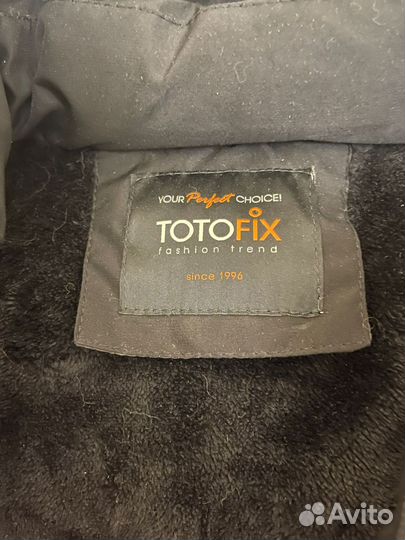 YOUR Perfect CHOICE!
TOTOFIX
fashion trend
since 1996
Avito